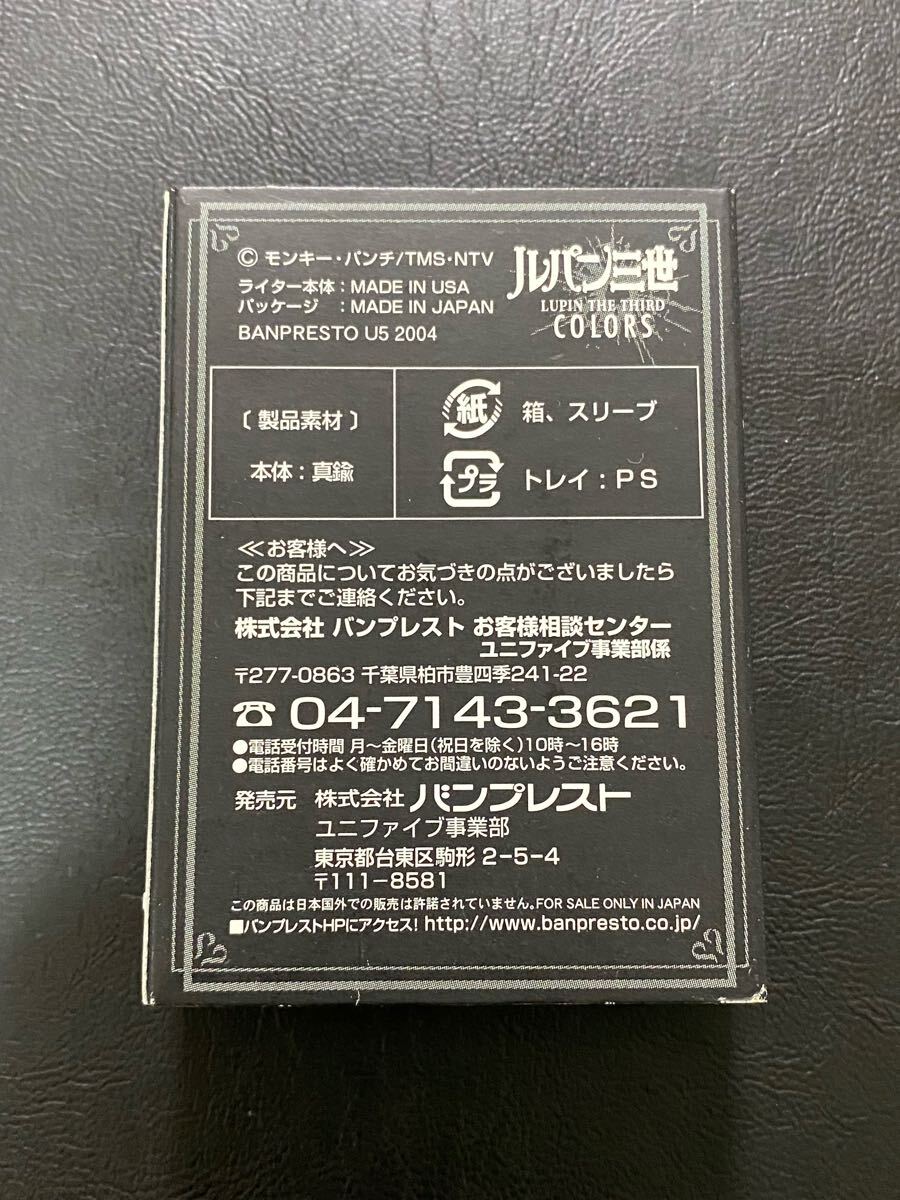 © モンキー・パンチ/TMS・NTV
ライター本体：MADE IN USA
パッケージ　：MADE IN JAPAN
BANPRESTO U5 2004
ルパン三世
LUPIN THE THIRD
COLORS
〔 製品素材 〕
本体：真鍮
紙 箱、スリーブ
プラ トレイ：PS
≪お客様へ≫
この商品についてお気づきの点がございましたら
下記までご連絡ください。
株式会社 バンプレスト お客様相談センター
ユニファイブ事業部係
〒277-0863 千葉県柏市豊四季241-22
☎ 04-7143-3621
●電話受付時間 月〜金曜日(祝日を除く)10時〜16時
●電話番号はよく確かめてお間違いのないようご注意ください。
発売元 株式会社 バンプレスト
ユニファイブ事業部
東京都台東区駒形 2-5-4
〒111-8581
この商品は日本国外での販売は許諾されていません。FOR SALE ONLY IN JAPAN
■バンプレストHPにアクセス! http://www.banpresto.co.jp/